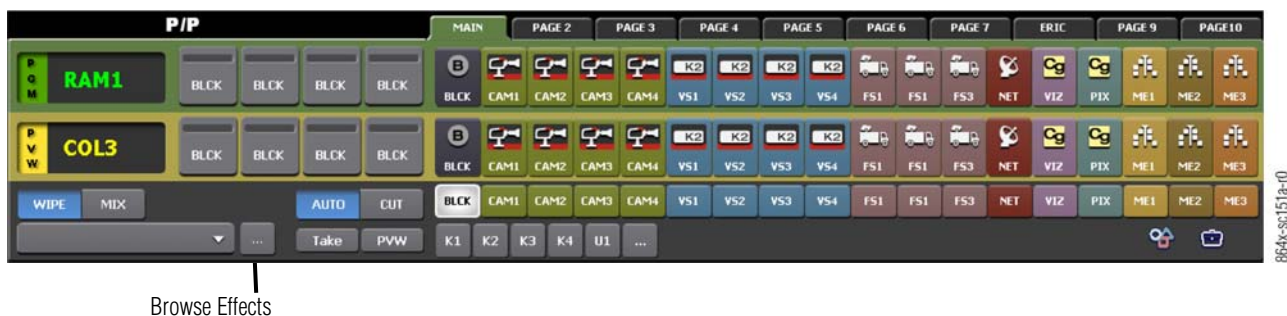 P/P MAIN PAGE 2 PAGE 3 PAGE 4 PAGE 5 PAGE 6 PAGE 7 ERIC PAGE 9 PAGE10
PGM RAM1 BLCK BLCK BLCK BLCK
B K2 K2 K2 K2 Cg Cg
BLCK CAM1 CAM2 CAM3 CAM4 VS1 VS2 VS3 VS4 FS1 FS1 FS3 NET VIZ PIX ME1 ME2 ME3
PVW COL3 BLCK BLCK BLCK BLCK
B K2 K2 K2 K2 Cg Cg
BLCK CAM1 CAM2 CAM3 CAM4 VS1 VS2 VS3 VS4 FS1 FS1 FS3 NET VIZ PIX ME1 ME2 ME3
WIPE MIX AUTO CUT BLCK CAM1 CAM2 CAM3 CAM4 VS1 VS2 VS3 VS4 FS1 FS1 FS3 NET VIZ PIX ME1 ME2 ME3
... Take PVW K1 K2 K3 K4 U1 ...
Browse Effects
864x-sc151a-r0